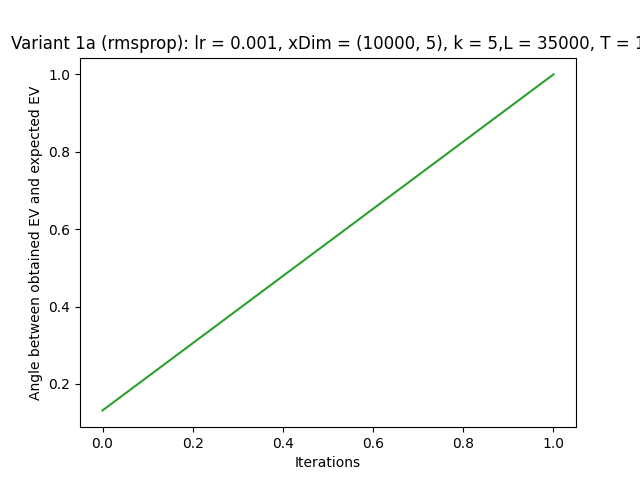 Variant 1a (rmsprop): lr = 0.001, xDim = (10000, 5), k = 5,L = 35000, T = 1
Angle between obtained EV and expected EV
1.0
0.8
0.6
0.4
0.2
0.0 0.2 0.4 0.6 0.8 1.0
Iterations